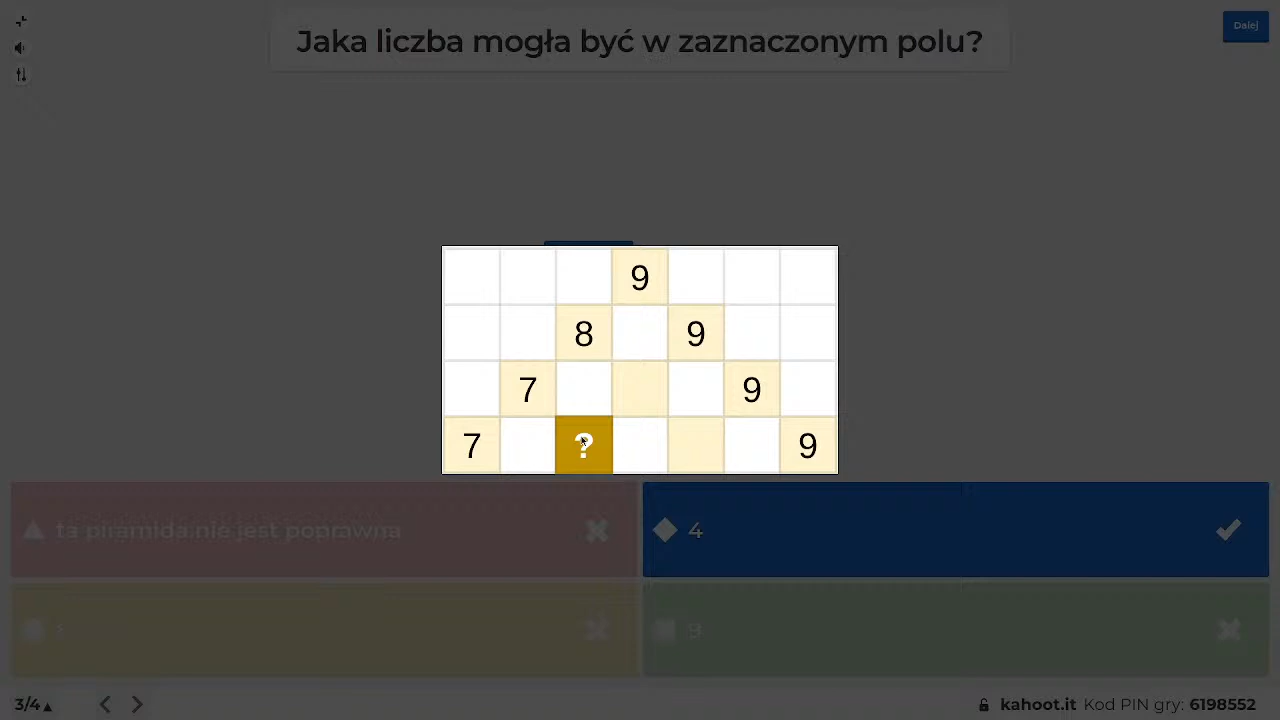 Jaka liczba mogła być w zaznaczonym polu?
Dalej
9
8 9
7 9
7 ? 9
ta piramida nie jest poprawna
4
3/4
kahoot.it Kod PIN gry: 6198552